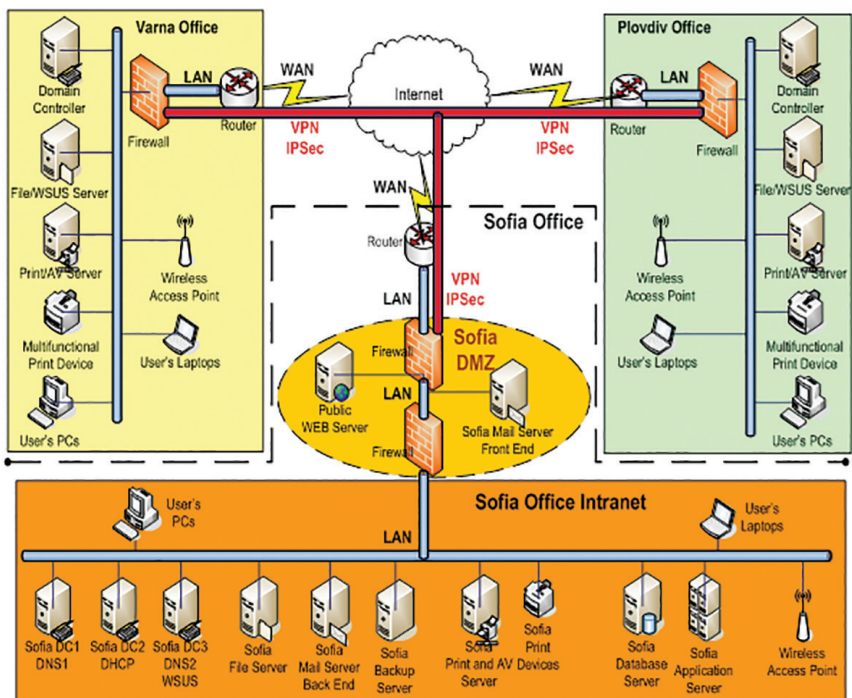 Varna Office
Domain
Controller
LAN
WAN
Firewall
Router
VPN
IPSec
File/WSUS Server
Print/AV Server
Wireless
Access Point
Multifunctional
Print Device
User's Laptops
User's PCs
Internet
WAN
Router
Sofia Office
VPN
IPSec
LAN
Firewall
Sofia
DMZ
Public
WEB Server
LAN
Sofia Mail Server
Front End
Firewall
Plovdiv Office
WAN
LAN
Router
VPN
IPSec
Firewall
Domain
Controller
File/WSUS Server
Wireless
Access Point
Print/AV Server
User's Laptops
Multifunctional
Print Device
User's PCs
Sofia Office Intranet
User's
PCs
LAN
User's
Laptops
Sofia DC1
DNS1
Sofia DC2
DHCP
Sofia DC3
DNS2
WSUS
Sofia
File Server
Sofia
Mail Server
Back End
Sofia
Backup
Server
Sofia
Print and AV
Server
Sofia
Print
Devices
Sofia
Database
Server
Sofia
Application
Server
Wireless
Access Point